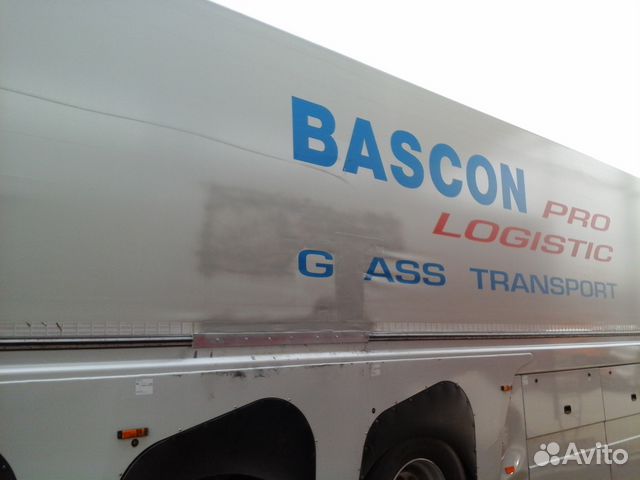 BASCON PRO
LOGISTIC
G ASS TRANSPORT
Avito